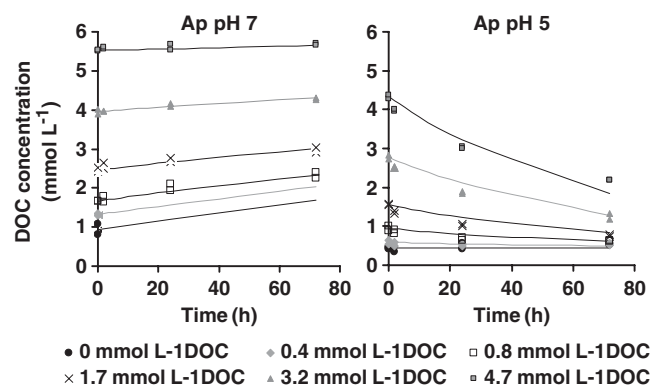 Ap pH 7 Ap pH 5
DOC concentration
(mmol L-1)
6 6
5 5
4 4
3 3
2 2
1 1
0 0
0 20 40 60 80 0 20 40 60 80
Time (h) Time (h)
0 mmol L-1DOC 0.4 mmol L-1DOC 0.8 mmol L-1DOC
1.7 mmol L-1DOC 3.2 mmol L-1DOC 4.7 mmol L-1DOC